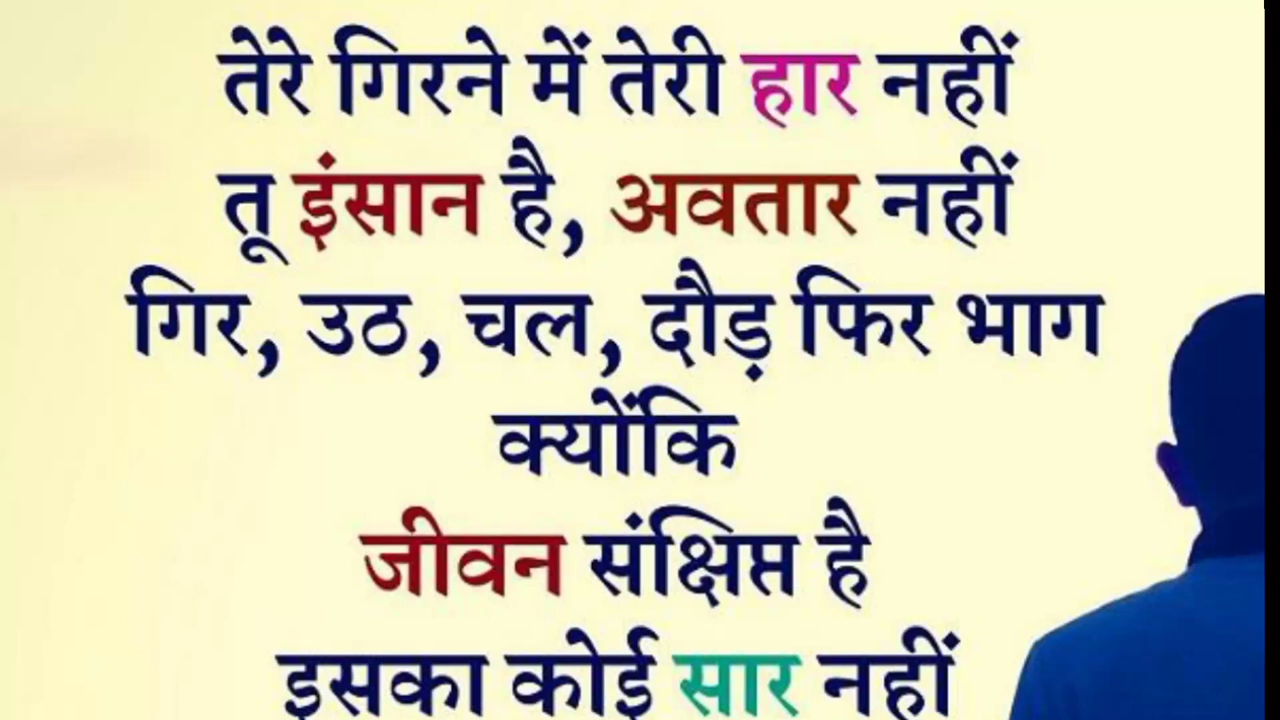 तेरे गिरने में तेरी हार नहीं
तू इंसान है, अवतार नहीं
गिर, उठ, चल, दौड़ फिर भाग
क्योंकि
जीवन संक्षिप्त है
इसका कोई सार नहीं